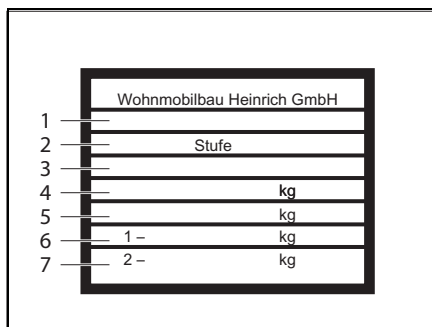 Wohnmobilbau Heinrich GmbH
1
2 Stufe
3
4 kg
5 kg
6 1 – kg
7 2 – kg